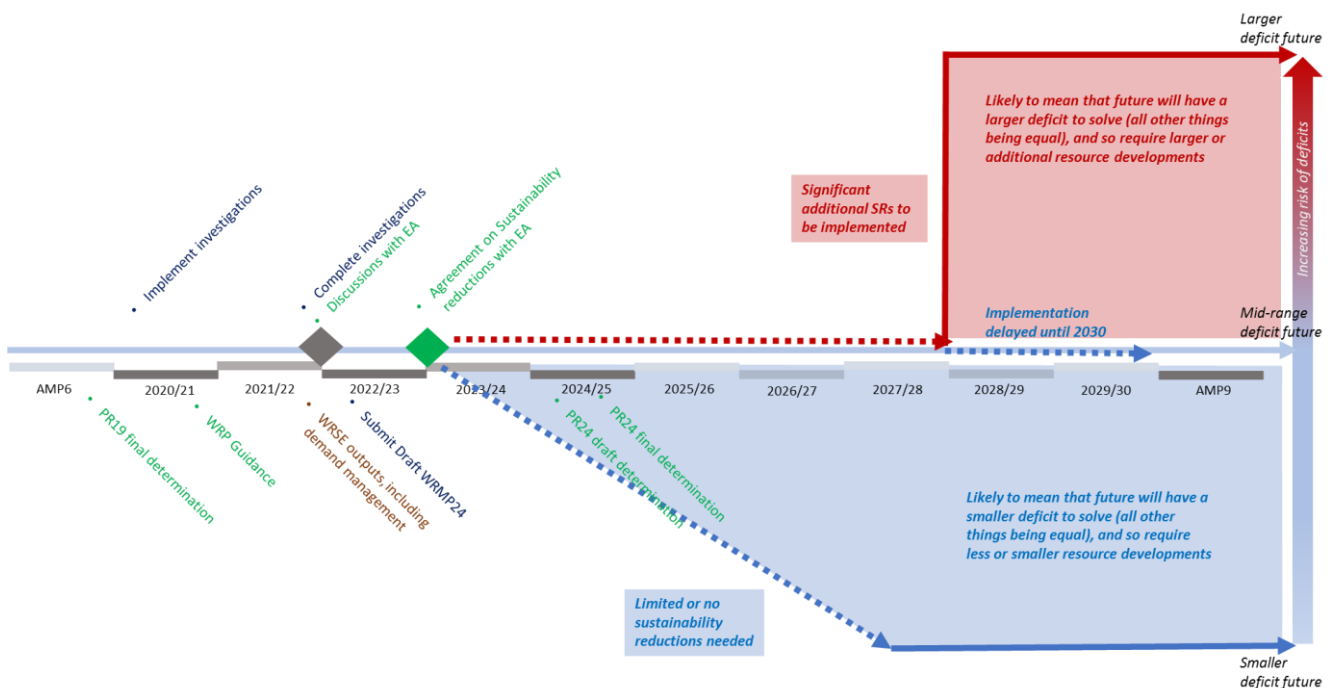 Larger
deficit future
Likely to mean that future will have a
larger deficit to solve (all other things
being equal), and so require larger or
additional resource developments
Increasing risk of deficits
Significant
additional SRs to
be implemented
Implement investigations
Complete investigations
Discussions with EA
Agreement on Sustainability
reductions with EA
Implementation
delayed until 2030
Mid-range
deficit future
AMP6
2020/21
2021/22
2022/23
2023/24
2024/25
2025/26
2026/27
2027/28
2028/29
2029/30
AMP9
PR19 final determination
WRP Guidance
WRSE outputs, including
demand management
Submit Draft WRMP24
PR24 draft determination
PR24 final determination
Likely to mean that future will have a
smaller deficit to solve (all other
things being equal), and so require
less or smaller resource developments
Limited or no
sustainability
reductions needed
Smaller
deficit future